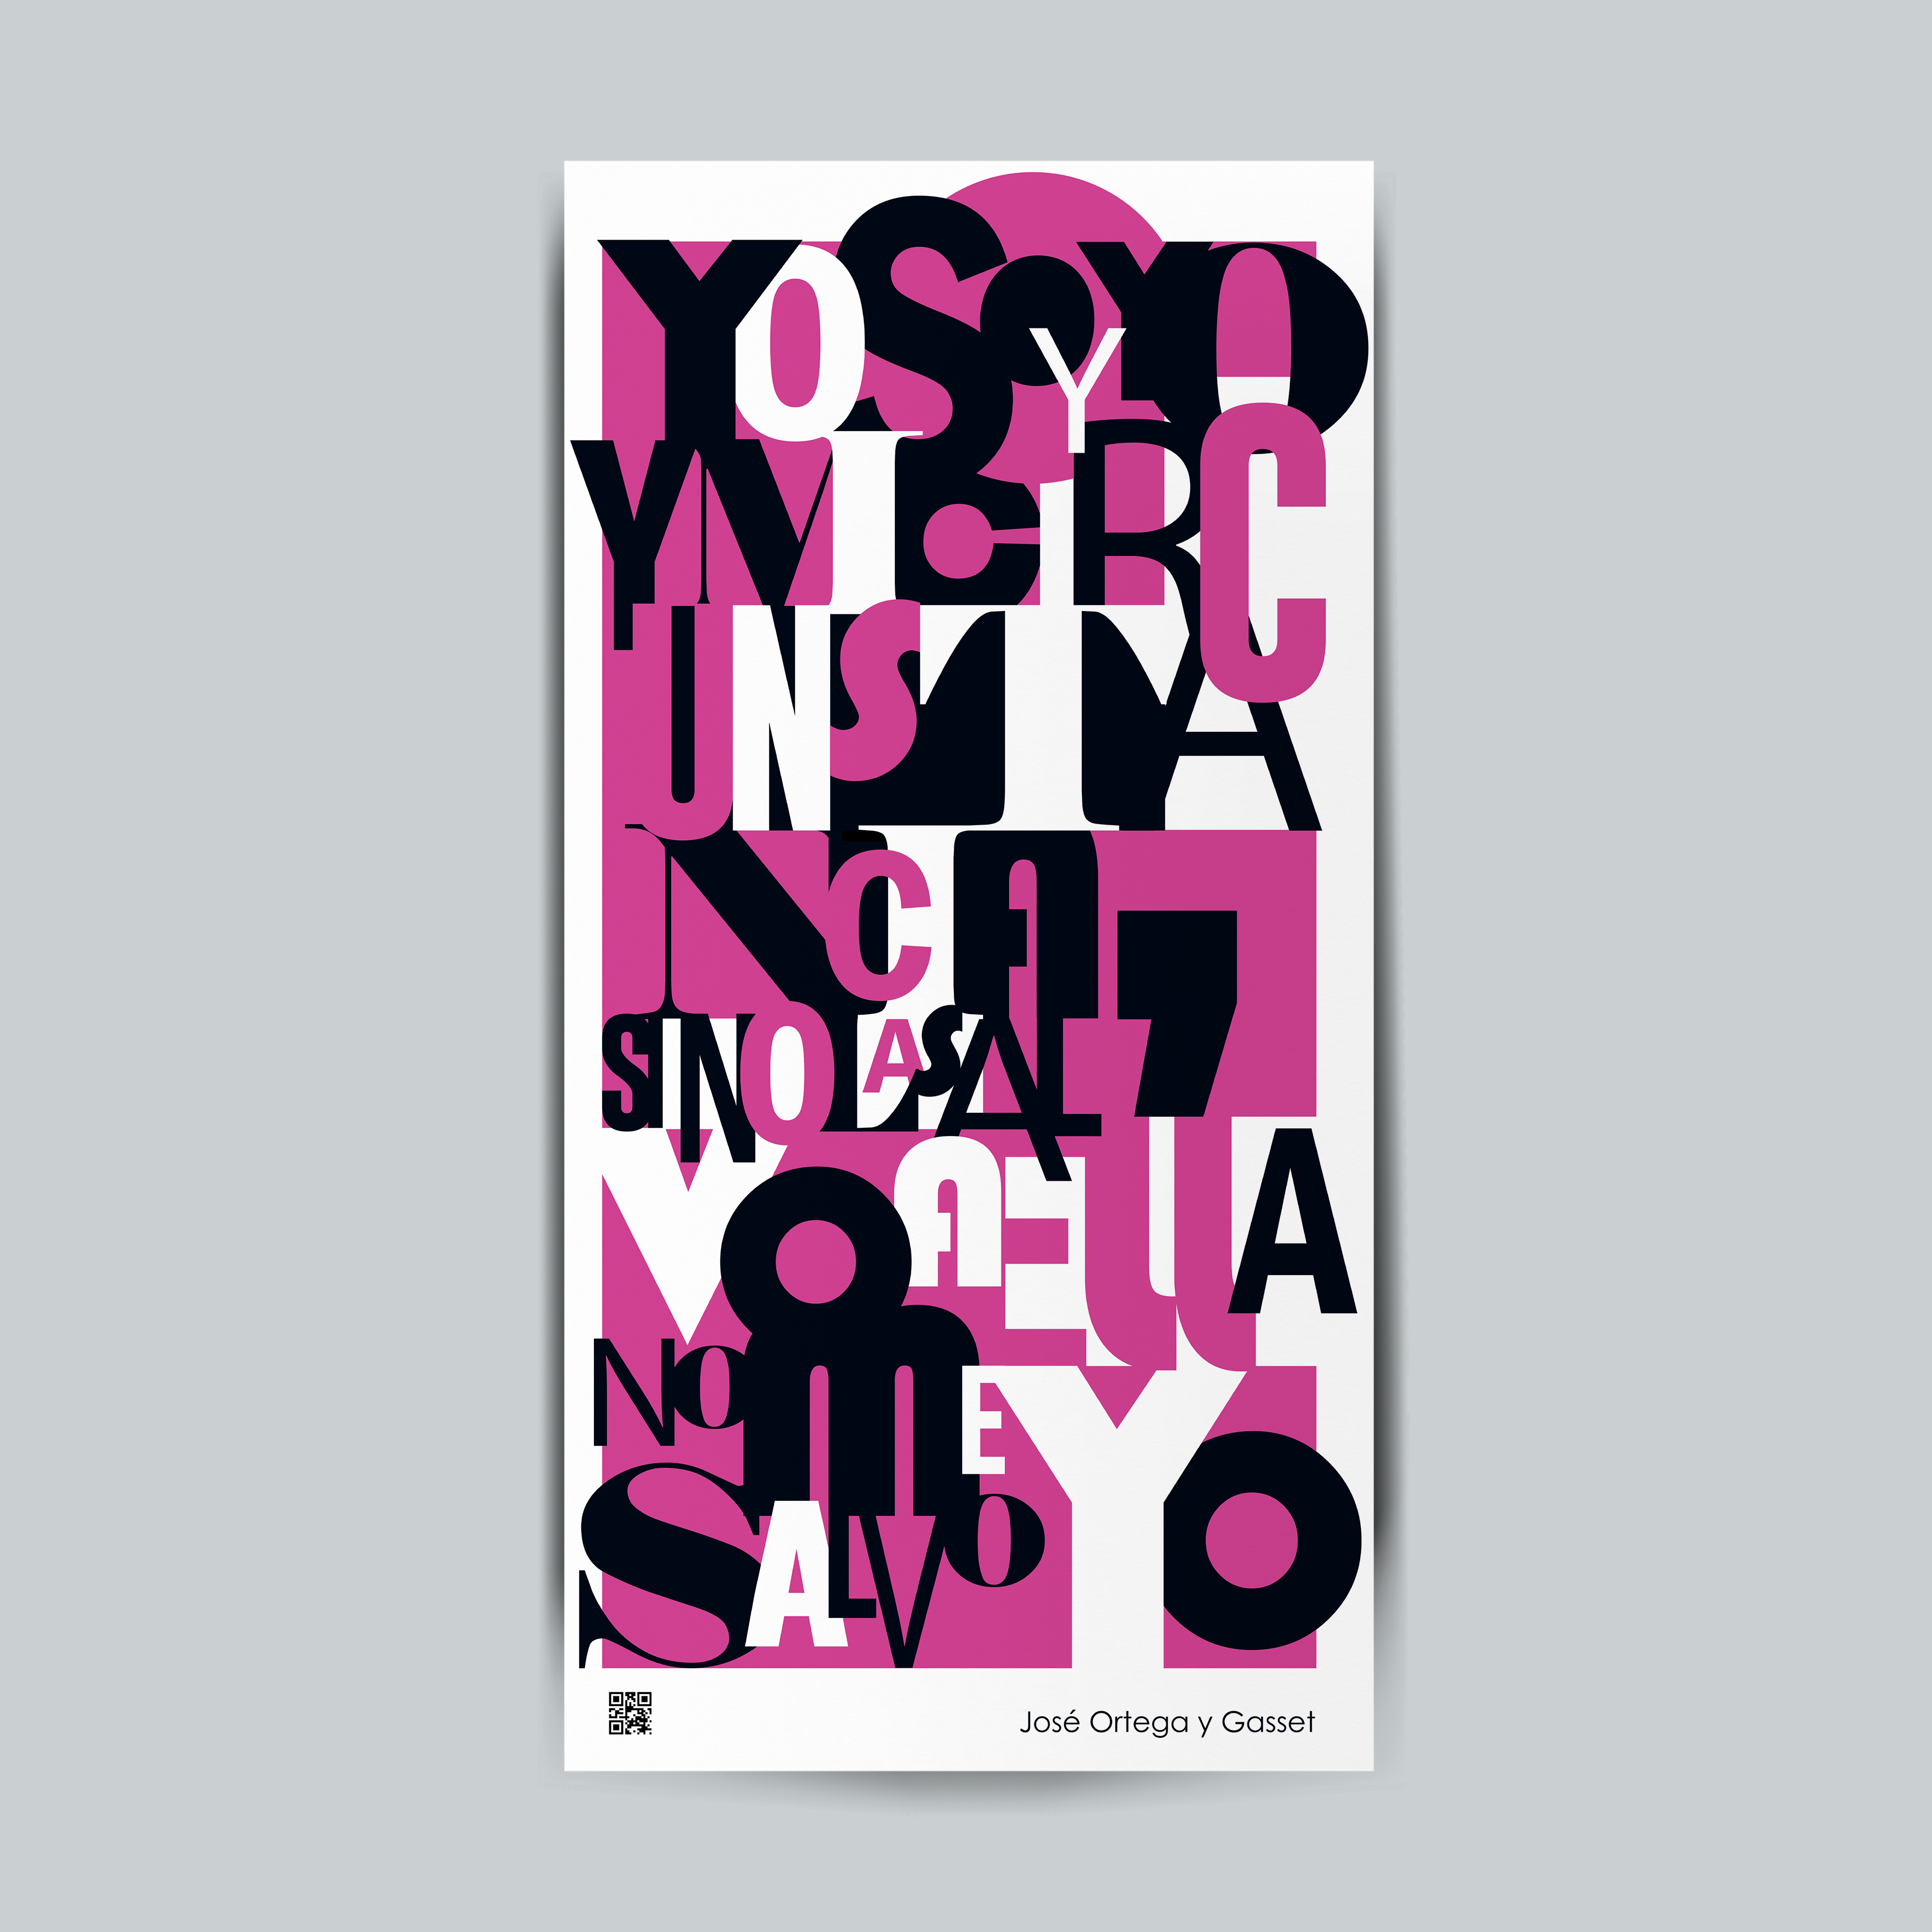 YO SOY YO
Y MI CIRC
UNSTA
NCIA,
SI NO LA SAL
VO A ELLA
NO ME
SALVO YO
José Ortega y Gasset